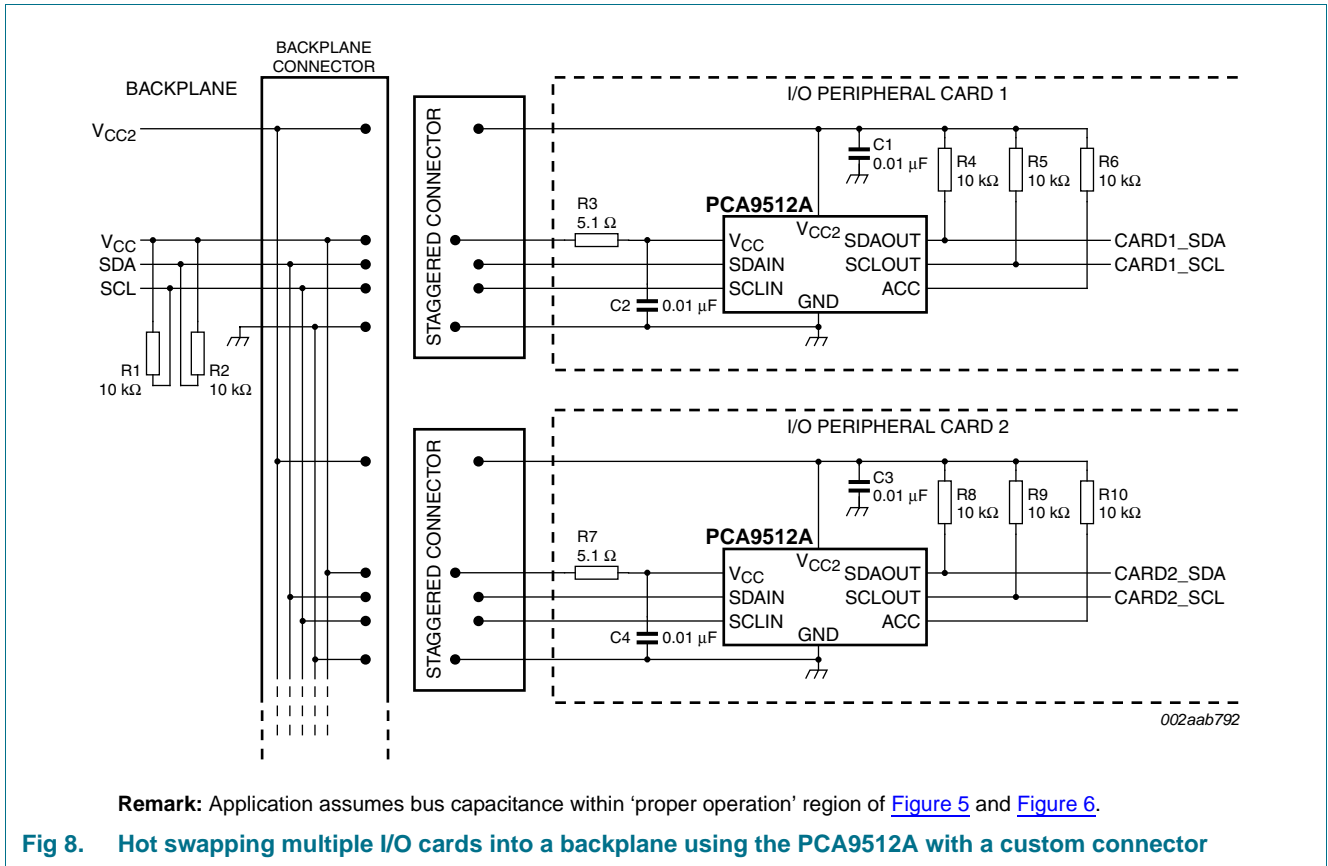 BACKPLANE
CONNECTOR
BACKPLANE
VCC2
VCC
SDA
SCL
R1
10 kΩ
R2
10 kΩ
STAGGERED CONNECTOR
I/O PERIPHERAL CARD 1
R3
5.1 Ω
C2 0.01 μF
PCA9512A
VCC
VCC2
SDAIN
SCLIN
GND
SDAOUT
SCLOUT
ACC
C1
0.01 μF
R4
10 kΩ
R5
10 kΩ
R6
10 kΩ
CARD1_SDA
CARD1_SCL
STAGGERED CONNECTOR
I/O PERIPHERAL CARD 2
R7
5.1 Ω
C4 0.01 μF
PCA9512A
VCC
VCC2
SDAIN
SCLIN
GND
SDAOUT
SCLOUT
ACC
C3
0.01 μF
R8
10 kΩ
R9
10 kΩ
R10
10 kΩ
CARD2_SDA
CARD2_SCL
002aab792
Remark: Application assumes bus capacitance within ‘proper operation’ region of Figure 5 and Figure 6.
Fig 8. Hot swapping multiple I/O cards into a backplane using the PCA9512A with a custom connector